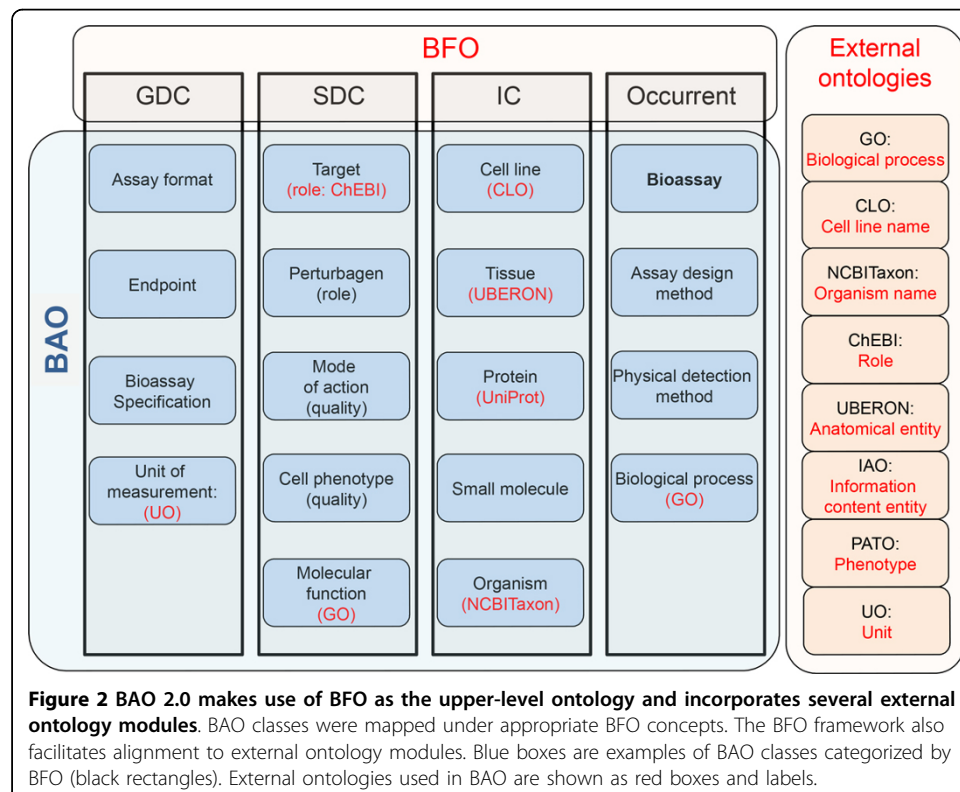 BFO
GDC
SDC
IC
Occurrent
BAO
Assay format
Endpoint
Bioassay
Specification
Unit of
measurement:
(UO)
Target
(role: ChEBI)
Perturbagen
(role)
Mode
of action
(quality)
Cell phenotype
(quality)
Molecular
function
(GO)
Cell line
(CLO)
Tissue
(UBERON)
Protein
(UniProt)
Small molecule
Organism
(NCBITaxon)
Bioassay
Assay design
method
Physical detection
method
Biological process
(GO)
External
ontologies
GO:
Biological process
CLO:
Cell line name
NCBITaxon:
Organism name
ChEBI:
Role
UBERON:
Anatomical entity
IAO:
Information
content entity
PATO:
Phenotype
UO:
Unit
Figure 2 BAO 2.0 makes use of BFO as the upper-level ontology and incorporates several external
ontology modules. BAO classes were mapped under appropriate BFO concepts. The BFO framework also
facilitates alignment to external ontology modules. Blue boxes are examples of BAO classes categorized by
BFO (black rectangles). External ontologies used in BAO are shown as red boxes and labels.